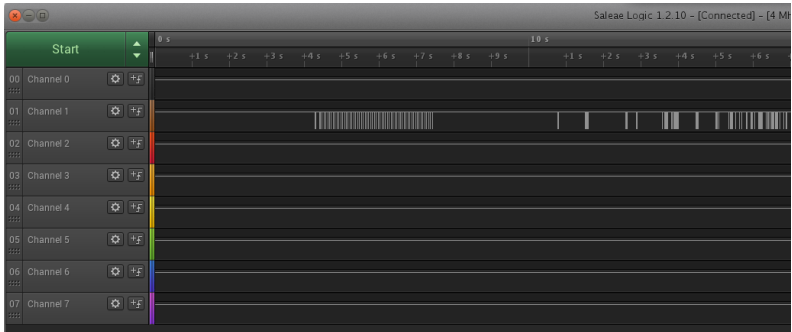 Saleae Logic 1.2.10 - [Connected] - [4 Mh
Start
0 s
10 s
+1 s +2 s +3 s +4 s +5 s +6 s +7 s +8 s +9 s +1 s +2 s +3 s +4 s +5 s +6 s
00 Channel 0
01 Channel 1
02 Channel 2
03 Channel 3
04 Channel 4
05 Channel 5
06 Channel 6
07 Channel 7